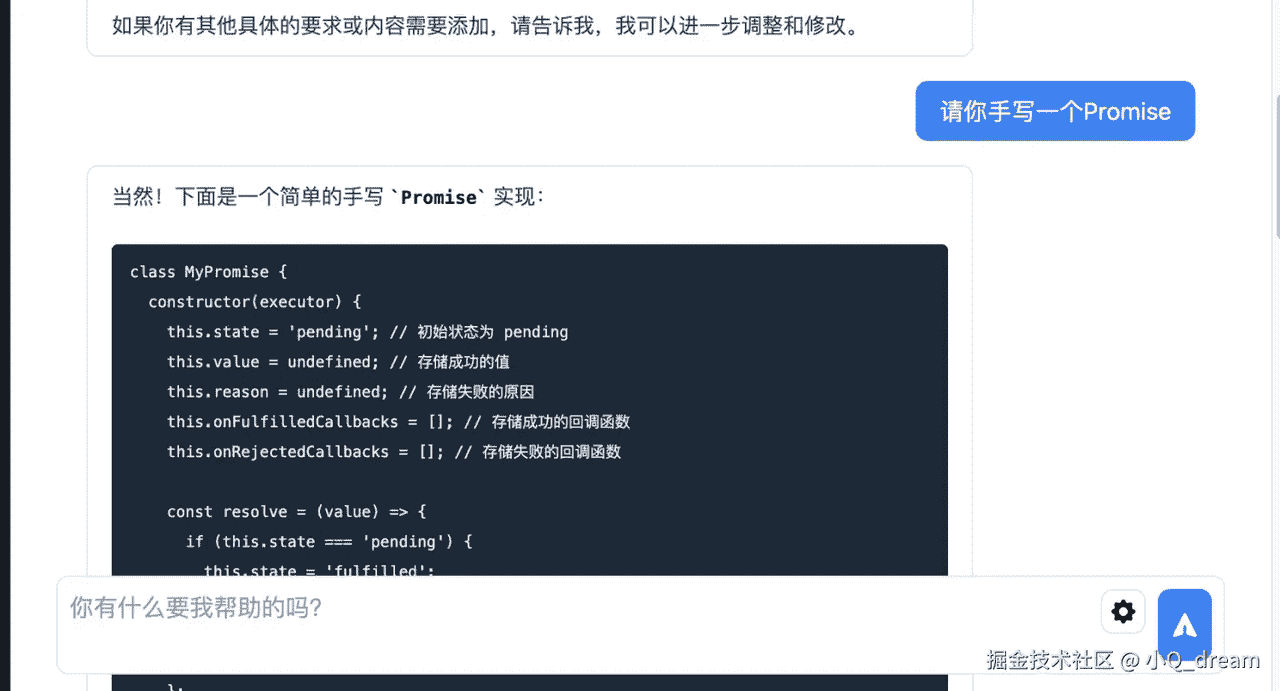 如果你有其他具体的要求或内容需要添加，请告诉我，我可以进一步调整和修改。
请你手写一个Promise
当然！下面是一个简单的手写 `Promise` 实现：
class MyPromise {
constructor(executor) {
this.state = 'pending'; // 初始状态为 pending
this.value = undefined; // 存储成功的值
this.reason = undefined; // 存储失败的原因
this.onFulfilledCallbacks = []; // 存储成功的回调函数
this.onRejectedCallbacks = []; // 存储失败的回调函数
const resolve = (value) => {
if (this.state === 'pending') {
this.state = 'fulfilled';
你有什么要我帮助的吗？
掘金技术社区 @ 小Q_dream
};